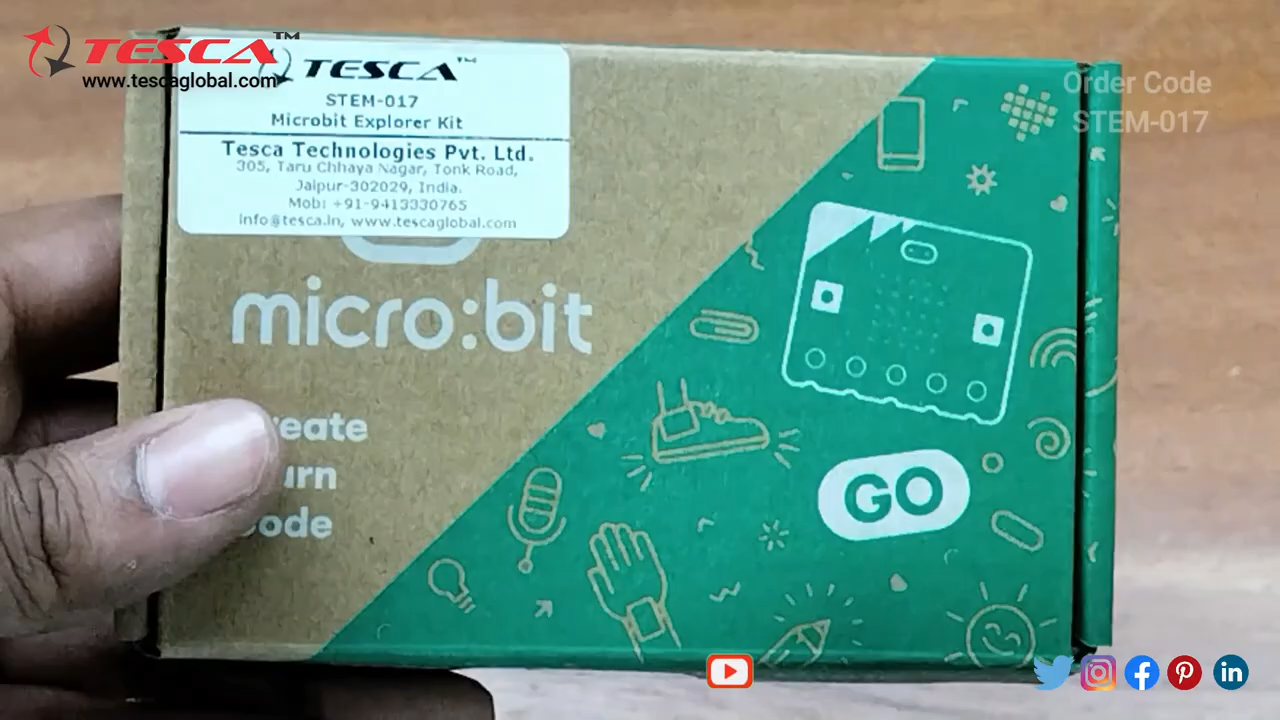 TESCA™
www.tescaglobal.com
TESCA™
STEM-017
Microbit Explorer Kit
Tesca Technologies Pvt. Ltd.
305, Taru Chhaya Nagar, Tonk Road,
Jaipur-302029, India.
Mob: +91-9413330765
info@tesca.in, www.tescaglobal.com
Order Code
STEM-017
micro:bit
GO
in